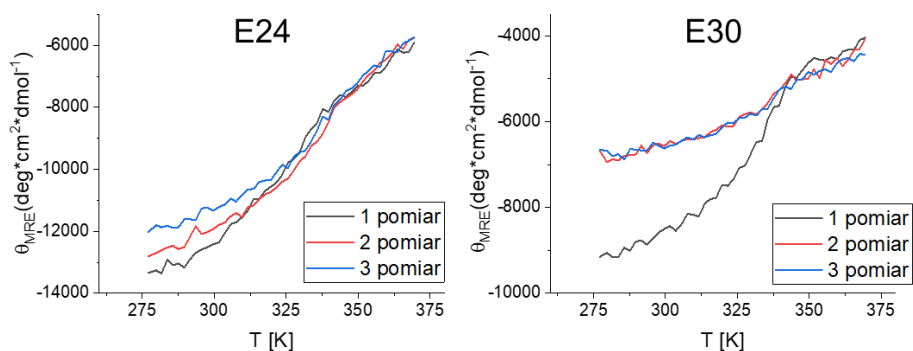 E24
-6000
-8000
-10000
-12000
-14000
θMRE(deg*cm²*dmol⁻¹)
275 300 325 350 375
T [K]
1 pomiar
2 pomiar
3 pomiar
E30
-4000
-6000
-8000
-10000
θMRE(deg*cm²*dmol⁻¹)
275 300 325 350 375
T [K]
1 pomiar
2 pomiar
3 pomiar